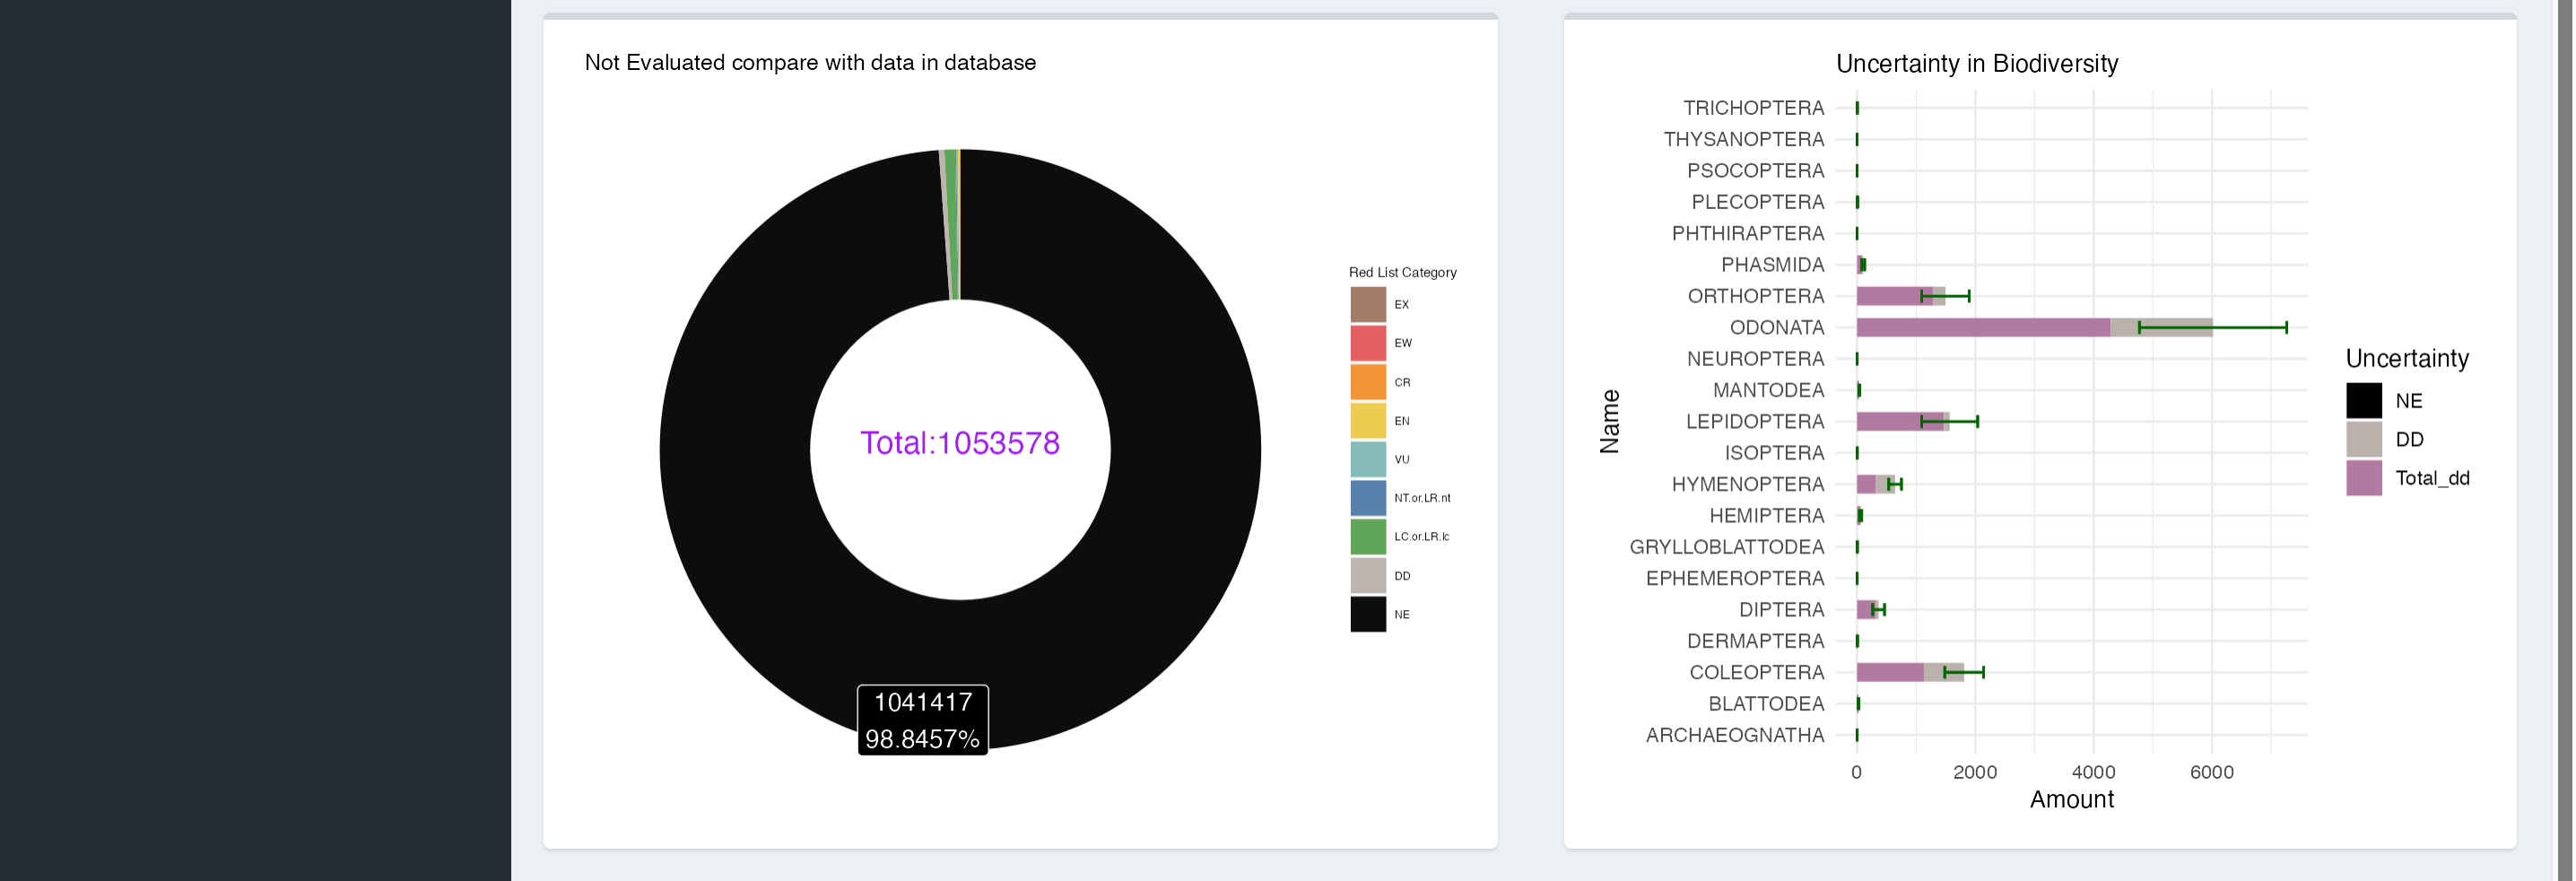 Not Evaluated compare with data in database
Total:1053578
1041417
98.8457%
Red List Category
EX
EW
CR
EN
VU
NT.or.LR.nt
LC.or.LR.lc
DD
NE
Uncertainty in Biodiversity
Name
TRICHOPTERA
THYSANOPTERA
PSOCOPTERA
PLECOPTERA
PHTHIRAPTERA
PHASMIDA
ORTHOPTERA
ODONATA
NEUROPTERA
MANTODEA
LEPIDOPTERA
ISOPTERA
HYMENOPTERA
HEMIPTERA
GRYLLOBLATTODEA
EPHEMEROPTERA
DIPTERA
DERMAPTERA
COLEOPTERA
BLATTODEA
ARCHAEOGNATHA
0 2000 4000 6000
Amount
Uncertainty
NE
DD
Total_dd